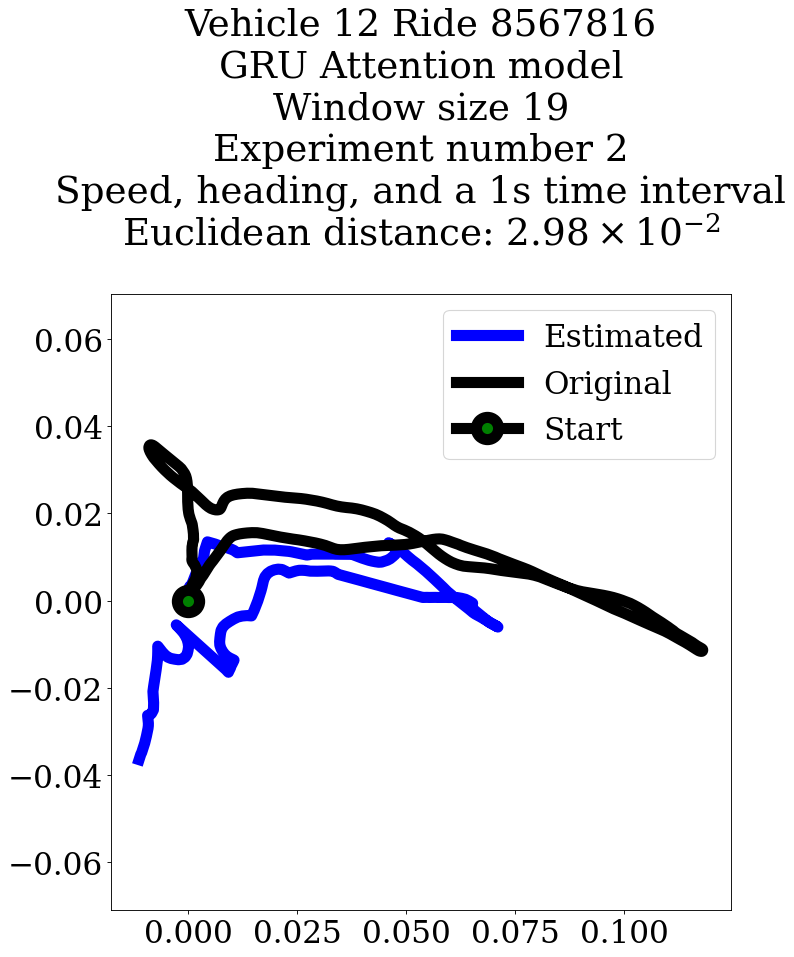 Vehicle 12 Ride 8567816
GRU Attention model
Window size 19
Experiment number 2
Speed, heading, and a 1s time interval
Euclidean distance: 2.98 × 10⁻²
Estimated
Original
Start
0.06
0.04
0.02
0.00
−0.02
−0.04
−0.06
0.000 0.025 0.050 0.075 0.100